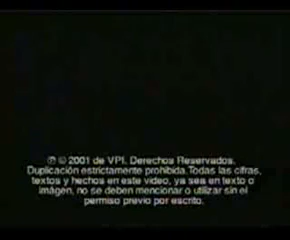 ℗ © 2001 de VPI. Derechos Reservados.
Duplicación estrictamente prohibida.Todas las cifras,
textos y hechos en este video, ya sea en texto o
imágen, no se deben mencionar o utilizar sin el
permiso previo por escrito.